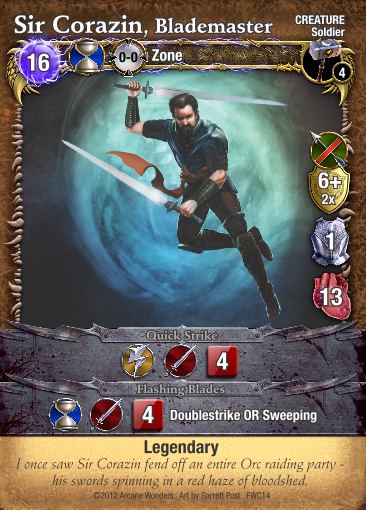 Sir Corazin, Blademaster
CREATURE
Soldier
16
0-0
Zone
4
6+
2x
1
13
Quick Strike
4
Flashing Blades
4 Doublestrike OR Sweeping
Legendary
I once saw Sir Corazin fend off an entire Orc raiding party -
his swords spinning in a red haze of bloodshed.
©2012 Arcane Wonders. Art by Garrett Post. FWC14